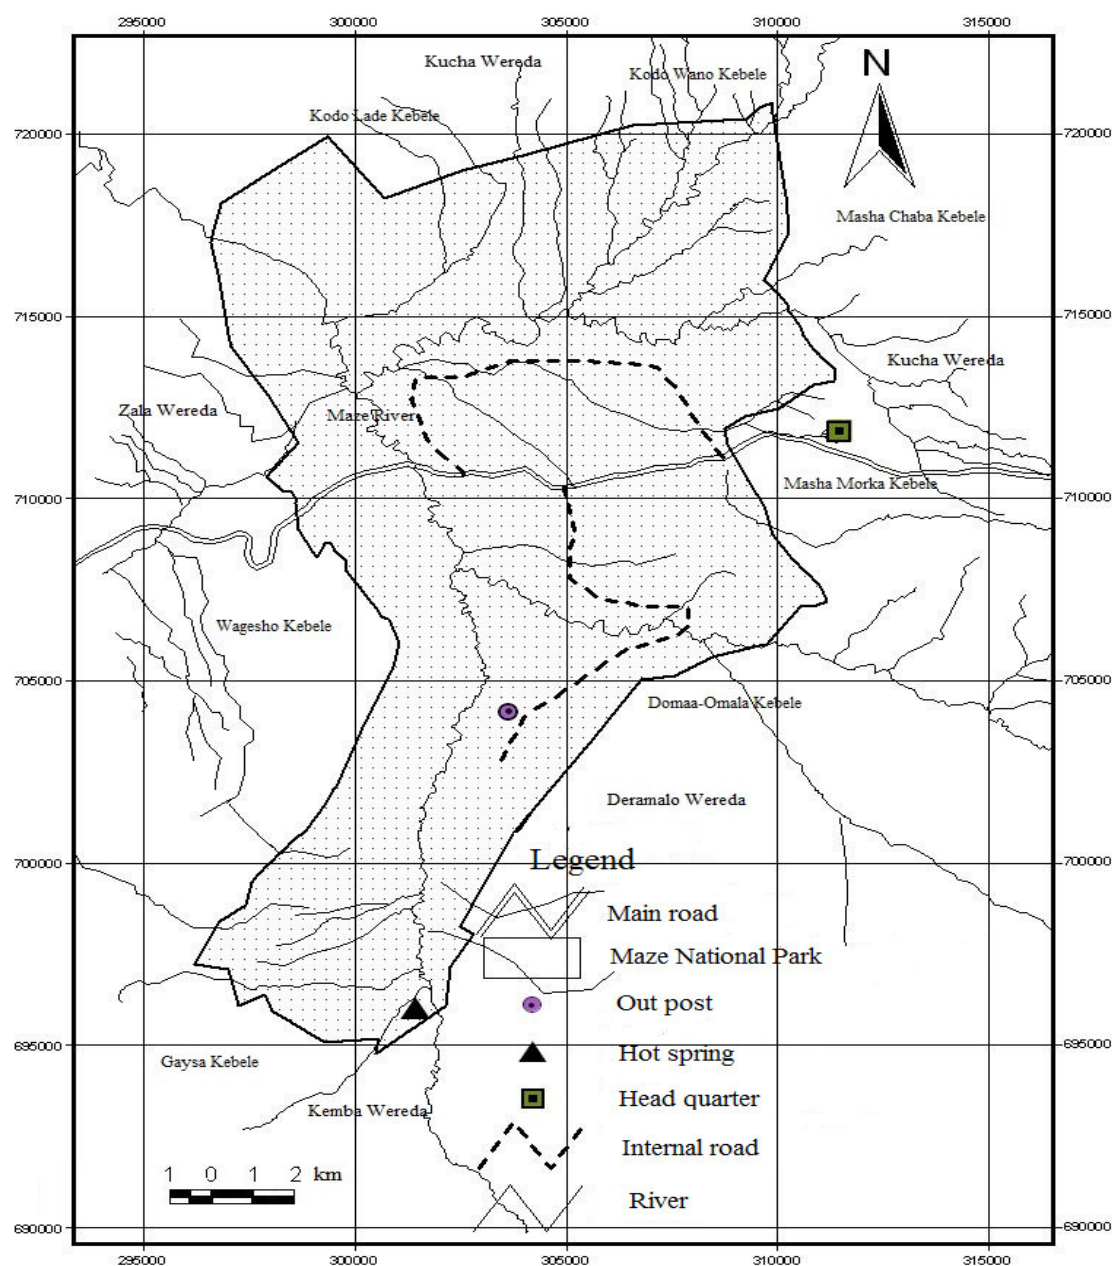 295000 300000 305000 310000 315000
Kucha Wereda
Kodo Wano Kebele
N
Kodo Lade Kebele
720000 720000
Masha Chaba Kebele
715000 715000
Kucha Wereda
Zala Wereda
Maze River
Masha Morka Kebele
710000 710000
Wagesho Kebele
705000 705000
Domaa-Omala Kebele
Deramalo Wereda
700000 700000
Legend
Main road
Maze National Park
Out post
Hot spring
Head quarter
Internal road
River
695000 695000
Gaysa Kebele
Kemba Wereda
1 0 1 2 km
690000 690000
295000 300000 305000 310000 315000